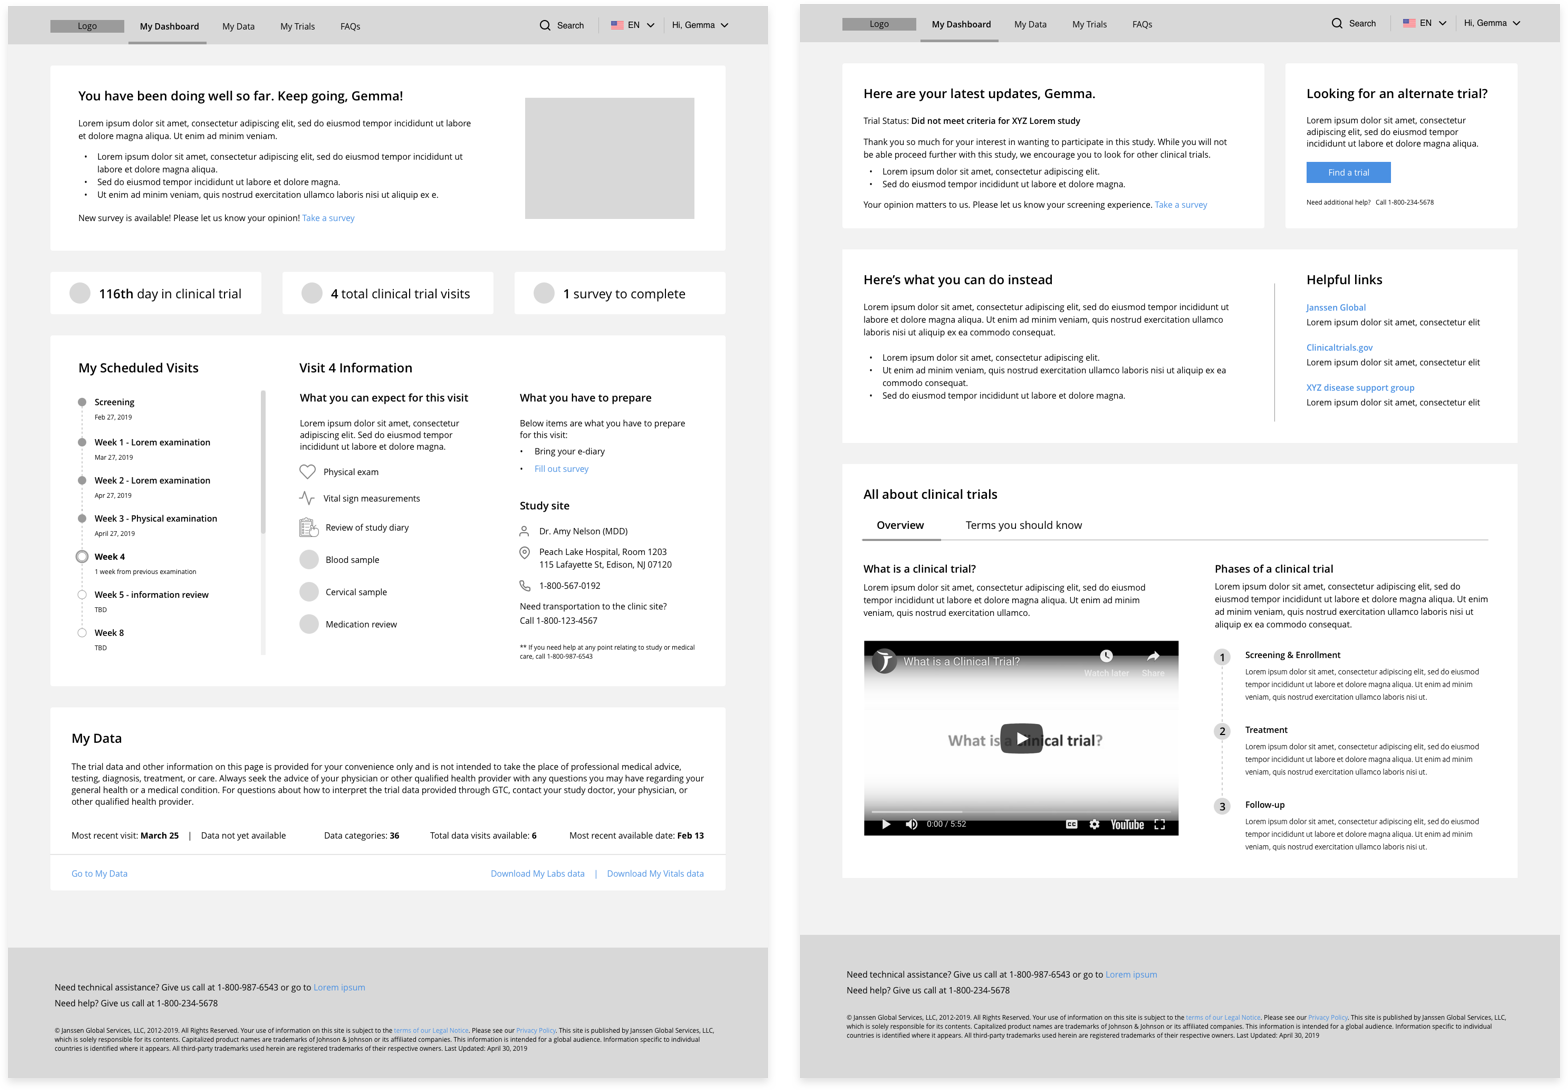 Logo
My Dashboard
My Data
My Trials
FAQs
Search
EN
Hi, Gemma
You have been doing well so far. Keep going, Gemma!
Lorem ipsum dolor sit amet, consectetur adipiscing elit, sed do eiusmod tempor incididunt ut labore
et dolore magna aliqua. Ut enim ad minim veniam.
• Lorem ipsum dolor sit amet, consectetur adipiscing elit, sed do eiusmod tempor incididunt ut
labore et dolore magna aliqua.
• Sed do eiusmod tempor incididunt ut labore et dolore magna.
• Ut enim ad minim veniam, quis nostrud exercitation ullamco laboris nisi ut aliquip ex e.
New survey is available! Please let us know your opinion! Take a survey
116th day in clinical trial
4 total clinical trial visits
1 survey to complete
My Scheduled Visits
Screening
Feb 27, 2019
Week 1 - Lorem examination
Mar 27, 2019
Week 2 - Lorem examination
Apr 27, 2019
Week 3 - Physical examination
April 27, 2019
Week 4
1 week from previous examination
Week 5 - information review
TBD
Week 8
TBD
Visit 4 Information
What you can expect for this visit
Lorem ipsum dolor sit amet, consectetur
adipiscing elit. Sed do eiusmod tempor
incididunt ut labore et dolore magna.
Physical exam
Vital sign measurements
Review of study diary
Blood sample
Cervical sample
Medication review
What you have to prepare
Below items are what you have to prepare
for this visit:
• Bring your e-diary
• Fill out survey
Study site
Dr. Amy Nelson (MDD)
Peach Lake Hospital, Room 1203
115 Lafayette St, Edison, NJ 07120
1-800-567-0192
Need transportation to the clinic site?
Call 1-800-123-4567
** If you need help at any point relating to study or medical
care, call 1-800-987-6543
My Data
The trial data and other information on this page is provided for your convenience only and is not intended to take the place of professional medical advice,
testing, diagnosis, treatment, or care. Always seek the advice of your physician or other qualified health provider with any questions you may have regarding your
general health or a medical condition. For questions about how to interpret the trial data provided through GTC, contact your study doctor, your physician, or
other qualified health provider.
Most recent visit: March 25 | Data not yet available
Data categories: 36
Total data visits available: 6
Most recent available date: Feb 13
Go to My Data
Download My Labs data | Download My Vitals data
Need technical assistance? Give us call at 1-800-987-6543 or go to Lorem ipsum
Need help? Give us call at 1-800-234-5678
© Janssen Global Services, LLC, 2012-2019. All Rights Reserved. Your use of information on this site is subject to the terms of our Legal Notice. Please see our Privacy Policy. This site is published by Janssen Global Services, LLC,
which is solely responsible for its contents. Capitalized product names are trademarks of Johnson & Johnson or its affiliated companies. This information is intended for a global audience. Information specific to individual
countries is identified where it appears. All third-party trademarks used herein are registered trademarks of their respective owners. Last Updated: April 30, 2019
Logo
My Dashboard
My Data
My Trials
FAQs
Search
EN
Hi, Gemma
Here are your latest updates, Gemma.
Trial Status: Did not meet criteria for XYZ Lorem study
Thank you so much for your interest in wanting to participate in this study. While you will not
be able proceed further with this study, we encourage you to look for other clinical trials.
• Lorem ipsum dolor sit amet, consectetur adipiscing elit.
• Sed do eiusmod tempor incididunt ut labore et dolore magna.
Your opinion matters to us. Please let us know your screening experience. Take a survey
Looking for an alternate trial?
Lorem ipsum dolor sit amet, consectetur
adipiscing elit, sed do eiusmod tempor
incididunt ut labore et dolore magna aliqua.
Find a trial
Need additional help? Call 1-800-234-5678
Here's what you can do instead
Lorem ipsum dolor sit amet, consectetur adipiscing elit, sed do eiusmod tempor incididunt ut
labore et dolore magna aliqua. Ut enim ad minim veniam, quis nostrud exercitation ullamco
laboris nisi ut aliquip ex ea commodo consequat.
• Lorem ipsum dolor sit amet, consectetur adipiscing elit.
• Ut enim ad minim veniam, quis nostrud exercitation ullamco laboris nisi ut aliquip ex ea
commodo consequat.
• Sed do eiusmod tempor incididunt ut labore et dolore magna.
Helpful links
Janssen Global
Lorem ipsum dolor sit amet, consectetur elit
Clinicaltrials.gov
Lorem ipsum dolor sit amet, consectetur elit
XYZ disease support group
Lorem ipsum dolor sit amet, consectetur elit
All about clinical trials
Overview
Terms you should know
What is a clinical trial?
Lorem ipsum dolor sit amet, consectetur adipiscing elit, sed do eiusmod
tempor incididunt ut labore et dolore magna aliqua. Ut enim ad minim
veniam, quis nostrud exercitation ullamco.
What is a Clinical Trial?
Watch later
Share
What is a clinical trial?
0:00 / 5:52
CC
YouTube
Phases of a clinical trial
Lorem ipsum dolor sit amet, consectetur adipiscing elit, sed do
eiusmod tempor incididunt ut labore et dolore magna aliqua. Ut enim
ad minim veniam, quis nostrud exercitation ullamco laboris nisi ut
aliquip ex ea commodo consequat.
1
Screening & Enrollment
Lorem ipsum dolor sit amet, consectetur adipiscing elit, sed do eiusmod
tempor incididunt ut labore et dolore magna aliqua. Ut enim ad minim
veniam, quis nostrud exercitation ullamco laboris nisi ut.
2
Treatment
Lorem ipsum dolor sit amet, consectetur adipiscing elit, sed do eiusmod
tempor incididunt ut labore et dolore magna aliqua. Ut enim ad minim
veniam, quis nostrud exercitation ullamco laboris nisi ut.
3
Follow-up
Lorem ipsum dolor sit amet, consectetur adipiscing elit, sed do eiusmod
tempor incididunt ut labore et dolore magna aliqua. Ut enim ad minim
veniam, quis nostrud exercitation ullamco laboris nisi ut.
Need technical assistance? Give us call at 1-800-987-6543 or go to Lorem ipsum
Need help? Give us call at 1-800-234-5678
© Janssen Global Services, LLC, 2012-2019. All Rights Reserved. Your use of information on this site is subject to the terms of our Legal Notice. Please see our Privacy Policy. This site is published by Janssen Global Services, LLC,
which is solely responsible for its contents. Capitalized product names are trademarks of Johnson & Johnson or its affiliated companies. This information is intended for a global audience. Information specific to individual
countries is identified where it appears. All third-party trademarks used herein are registered trademarks of their respective owners. Last Updated: April 30, 2019